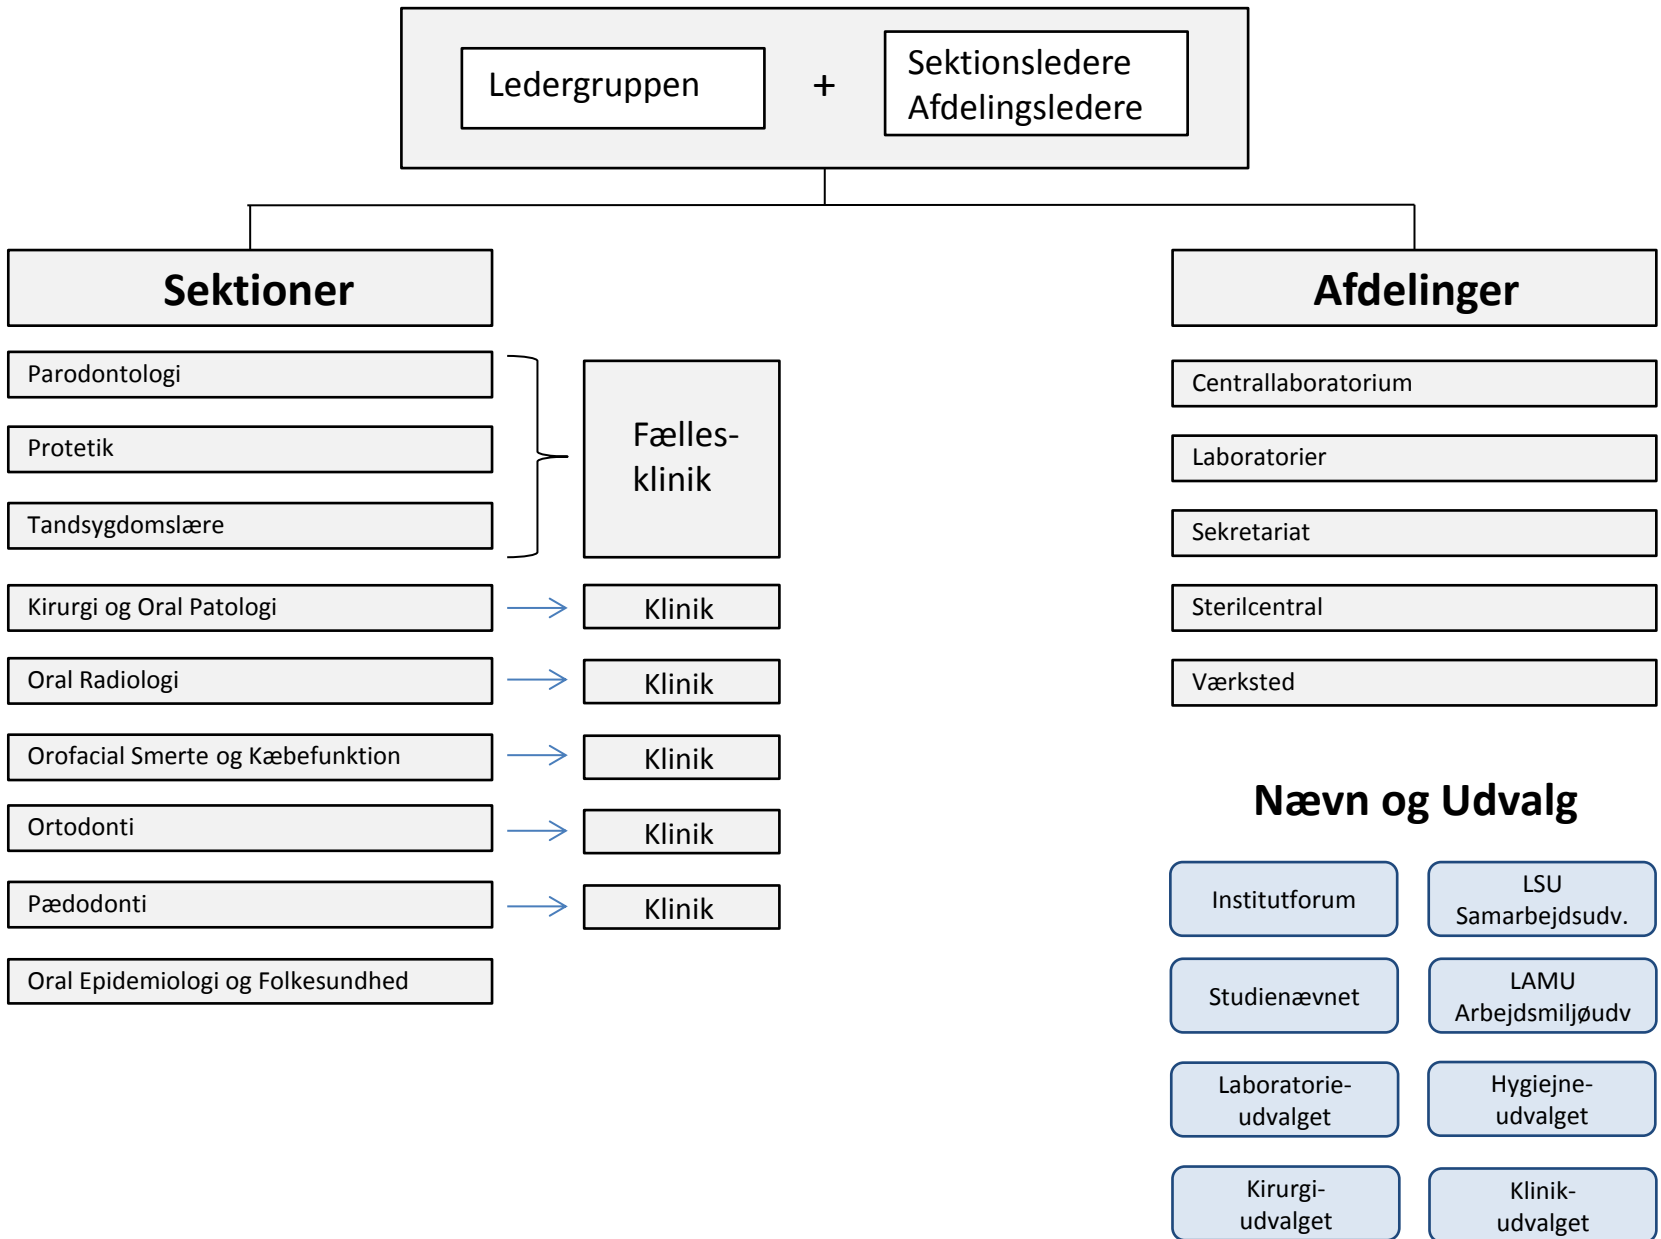 Ledergruppen
+
Sektionsledere
Afdelingsledere
Sektioner
Parodontologi
Protetik
Tandsygdomslære
Fælles-
klinik
Kirurgi og Oral Patologi
Klinik
Oral Radiologi
Klinik
Orofacial Smerte og Kæbefunktion
Klinik
Ortodonti
Klinik
Pædodonti
Klinik
Oral Epidemiologi og Folkesundhed
Afdelinger
Centrallaboratorium
Laboratorier
Sekretariat
Sterilcentral
Værksted
Nævn og Udvalg
Institutforum
LSU
Samarbejdsudv.
Studienævnet
LAMU
Arbejdsmiljøudv
Laboratorie-
udvalget
Hygiejne-
udvalget
Kirurgi-
udvalget
Klinik-
udvalget